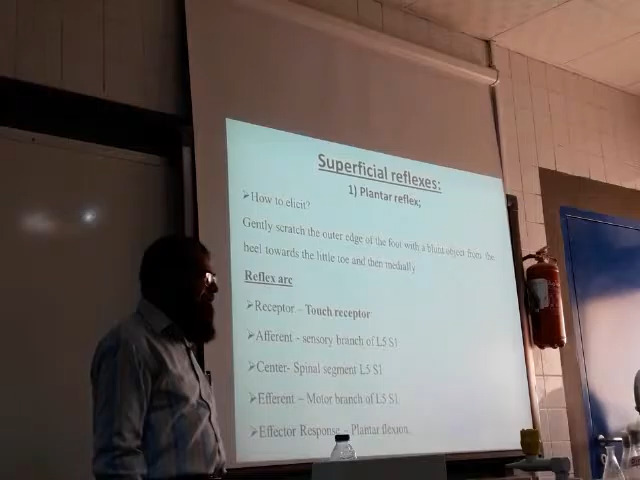 Superficial reflexes:
1) Plantar reflex;
➢How to elicit?
Gently scratch the outer edge of the foot with a blunt object from the
heel towards the little toe and then medially
Reflex arc
➢Receptor – Touch receptor
➢Afferent - sensory branch of L5 S1
➢Center- Spinal segment L5 S1
➢Efferent – Motor branch of L5 S1
➢Effector Response – Plantar flexion.